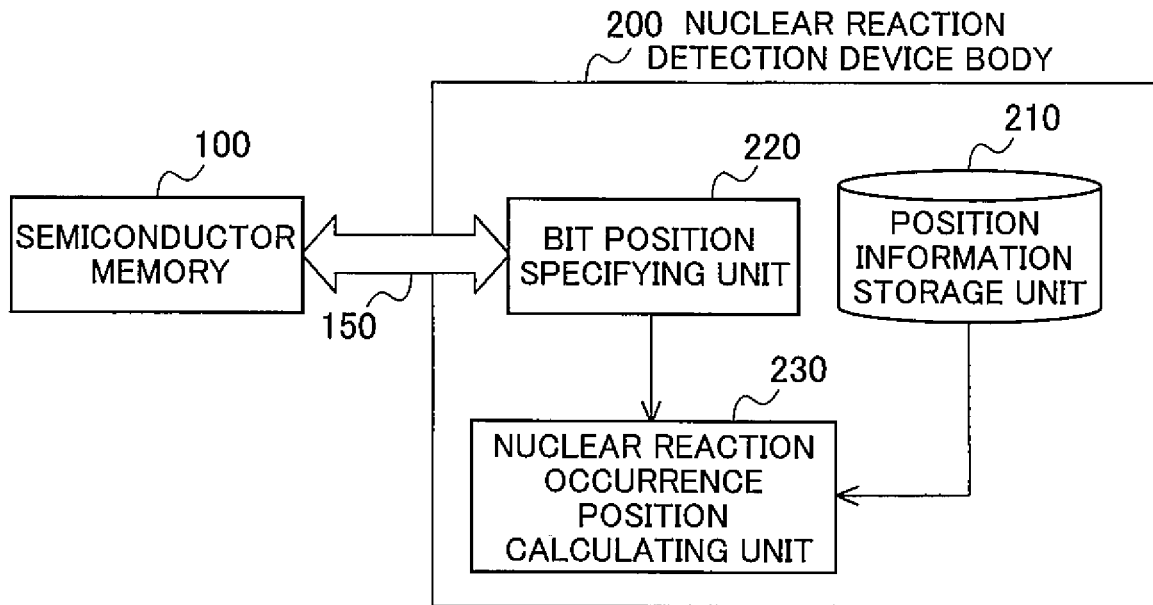 200 NUCLEAR REACTION
DETECTION DEVICE BODY
100
220
210
SEMICONDUCTOR
MEMORY
150
BIT POSITION
SPECIFYING UNIT
POSITION
INFORMATION
STORAGE UNIT
230
NUCLEAR REACTION
OCCURRENCE
POSITION
CALCULATING UNIT